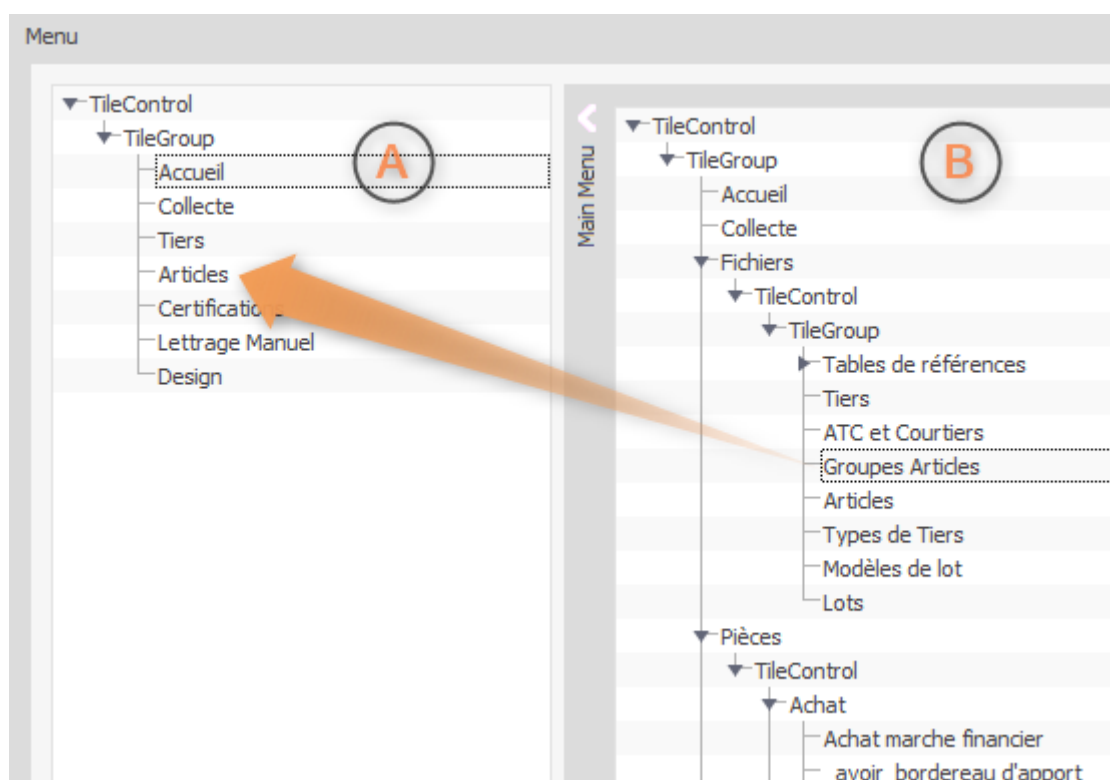 Menu
TileControl
TileGroup
A
Accueil
Collecte
Tiers
Articles
Certifications
Lettrage Manuel
Design
Main Menu
TileControl
TileGroup
B
Accueil
Collecte
Fichiers
TileControl
TileGroup
Tables de références
Tiers
ATC et Courtiers
Groupes Articles
Articles
Types de Tiers
Modèles de lot
Lots
Pièces
TileControl
Achat
Achat marche financier
avoir bordereau d'apport